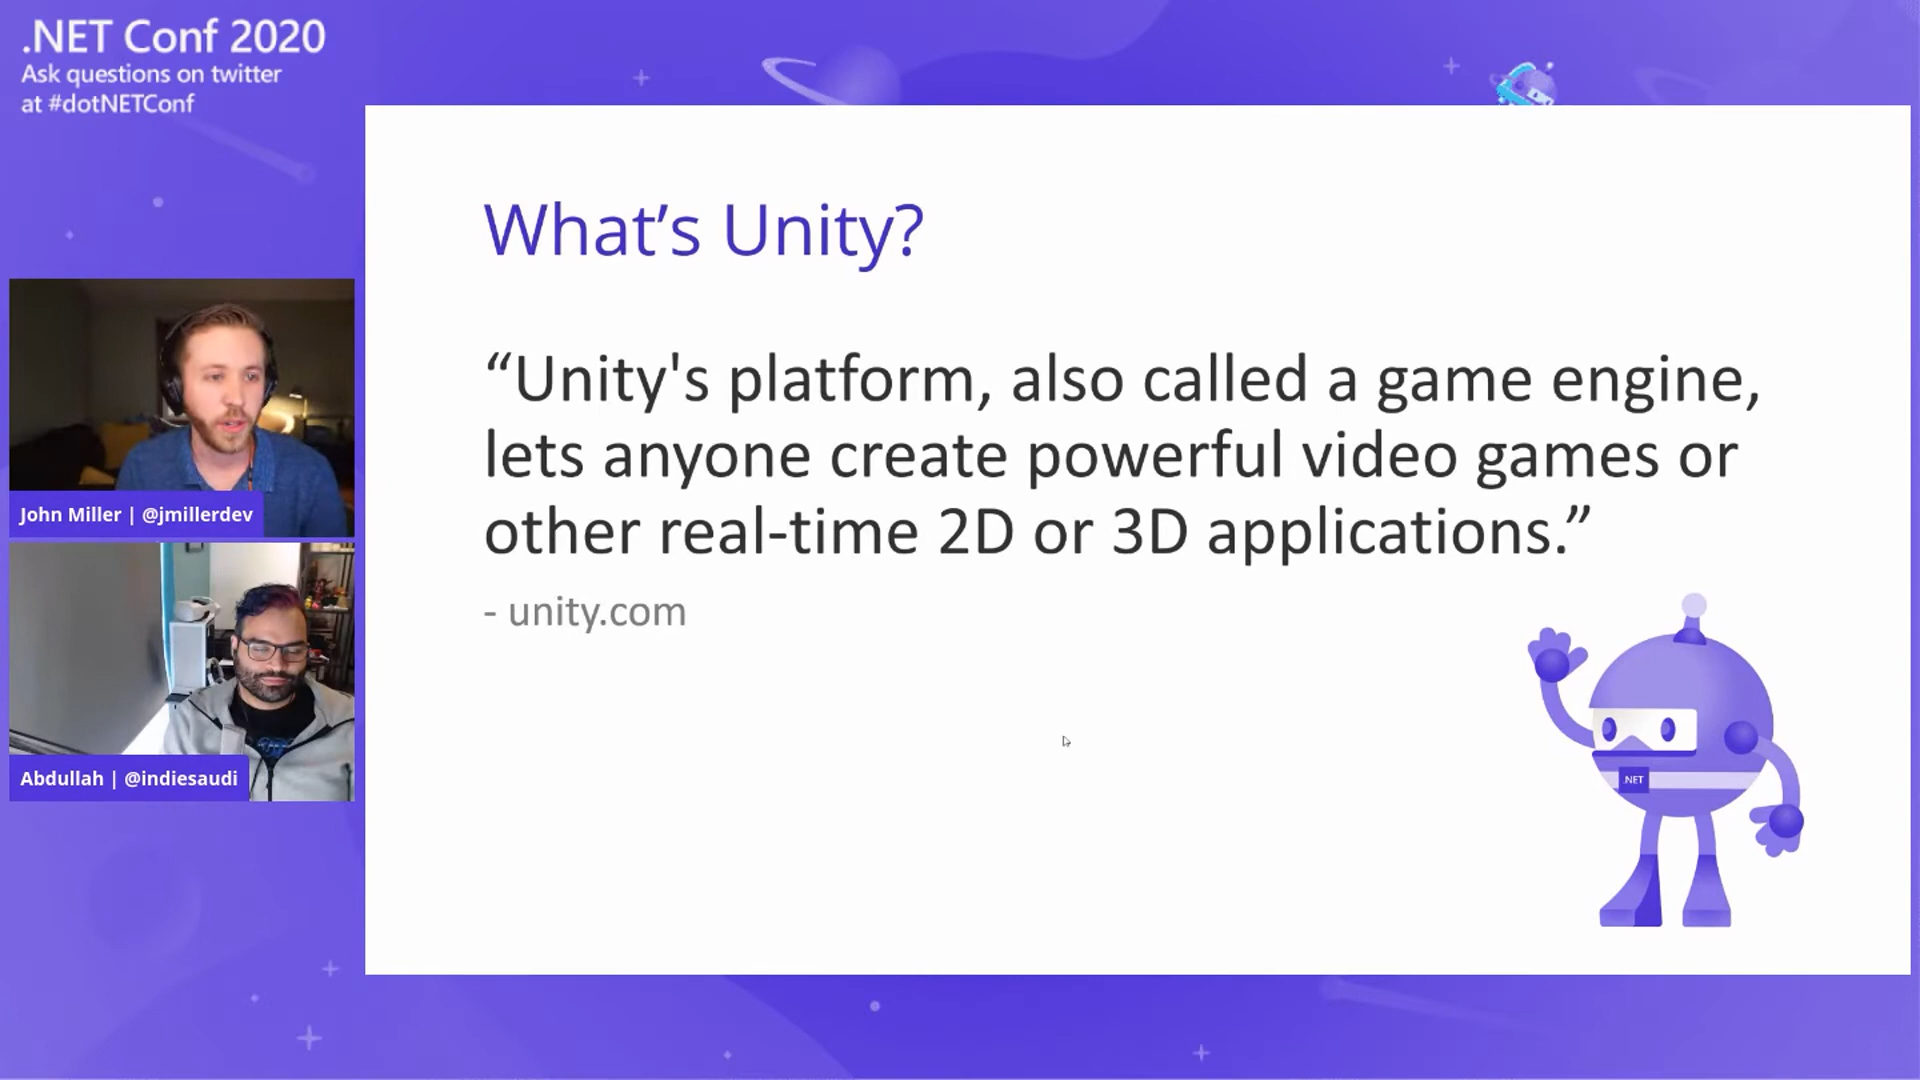 .NET Conf 2020
Ask questions on twitter
at #dotNETConf
What’s Unity?
“Unity's platform, also called a game engine,
lets anyone create powerful video games or
other real-time 2D or 3D applications.”
- unity.com
John Miller | @jmillerdev
Abdullah | @indiesaudi
.NET